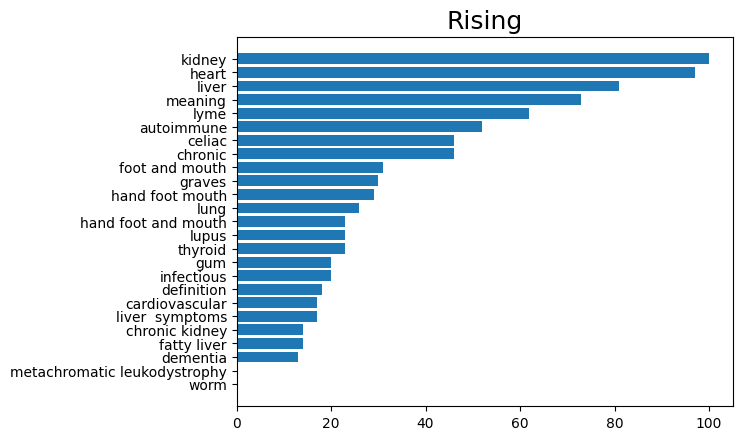 Rising
kidney
heart
liver
meaning
lyme
autoimmune
celiac
chronic
foot and mouth
graves
hand foot mouth
lung
hand foot and mouth
lupus
thyroid
gum
infectious
definition
cardiovascular
liver  symptoms
chronic kidney
fatty liver
dementia
metachromatic leukodystrophy
worm
0 20 40 60 80 100